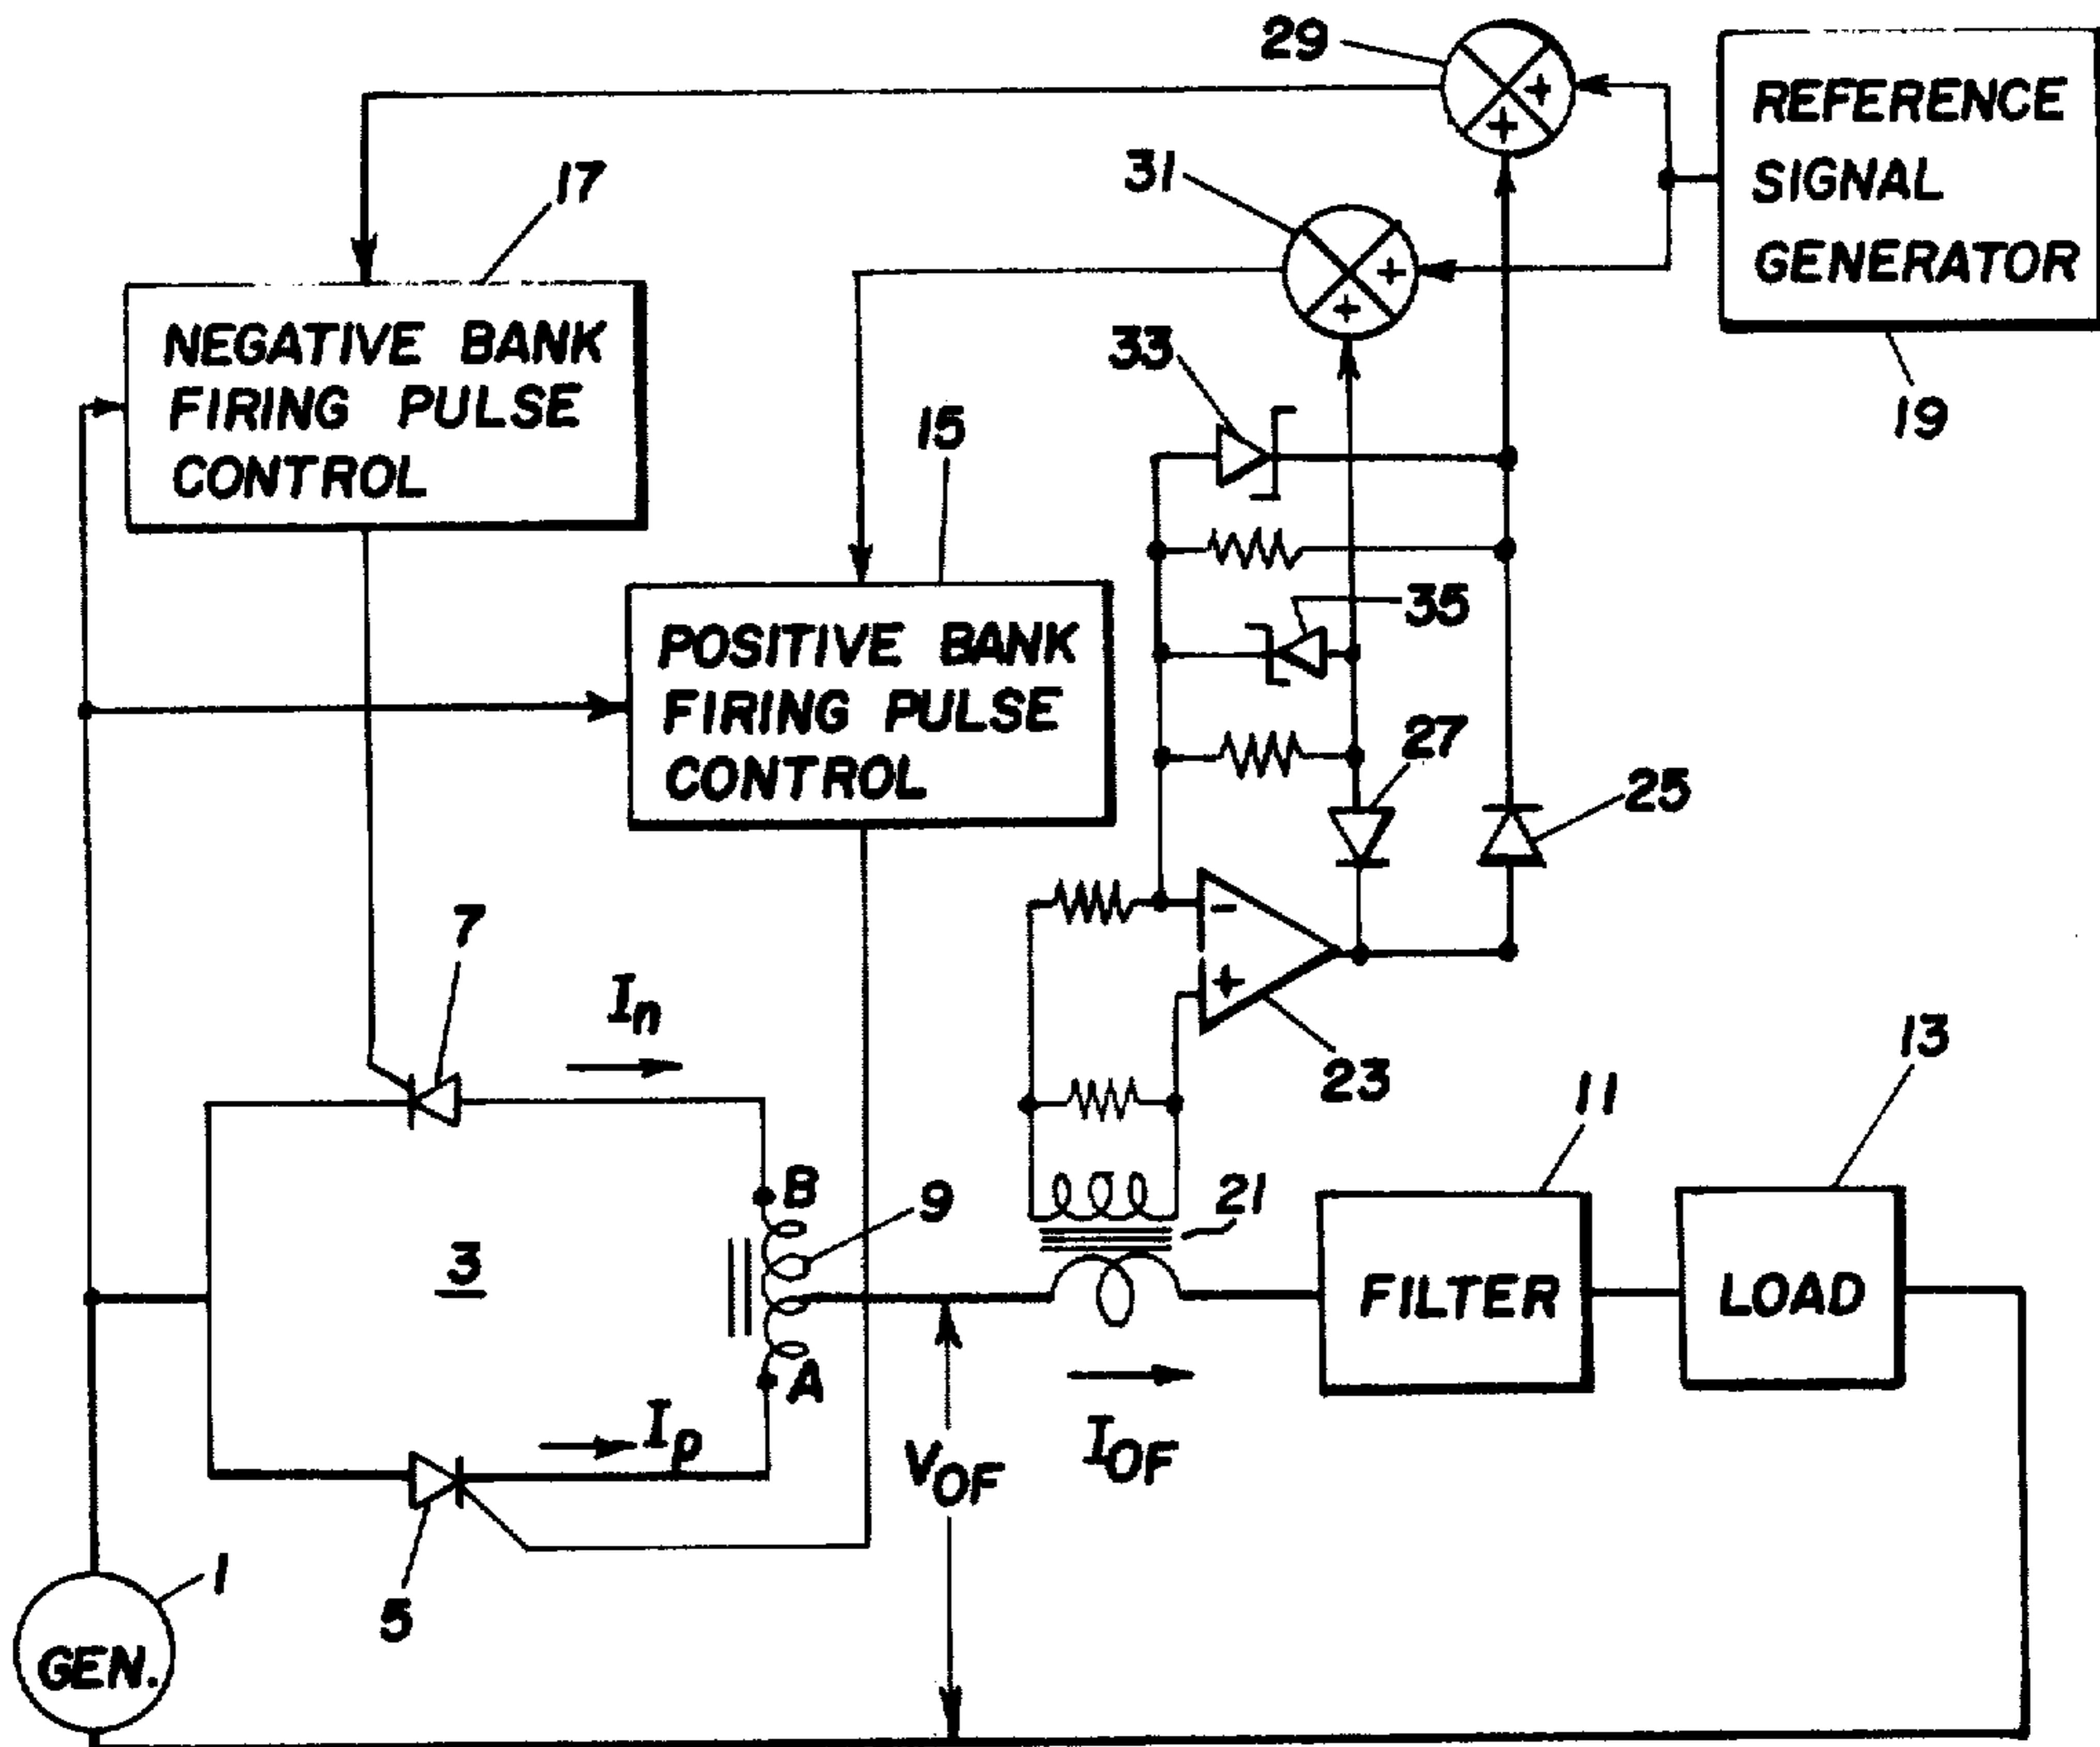 29
REFERENCE
SIGNAL
GENERATOR
+
+
31
17
+
+
33
19
NEGATIVE BANK
FIRING PULSE
CONTROL
15
35
POSITIVE BANK
FIRING PULSE
CONTROL
27
25
7
-
+
In
23
13
11
B
9
21
3
FILTER
LOAD
A
Ip
VOF
IOF
5
1
GEN.